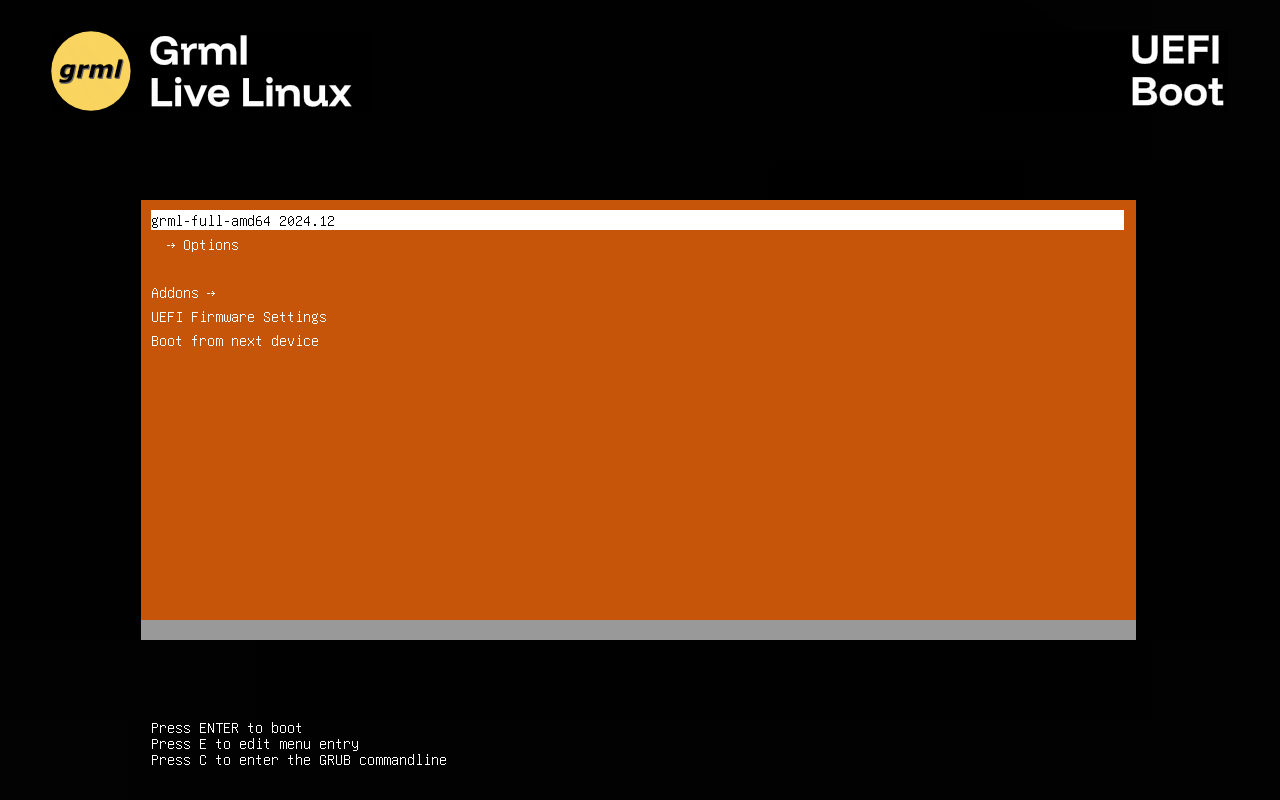 grml
Grml
Live Linux
UEFI
Boot
grml-full-amd64 2024.12
→ Options
Addons →
UEFI Firmware Settings
Boot from next device
Press ENTER to boot
Press E to edit menu entry
Press C to enter the GRUB commandline